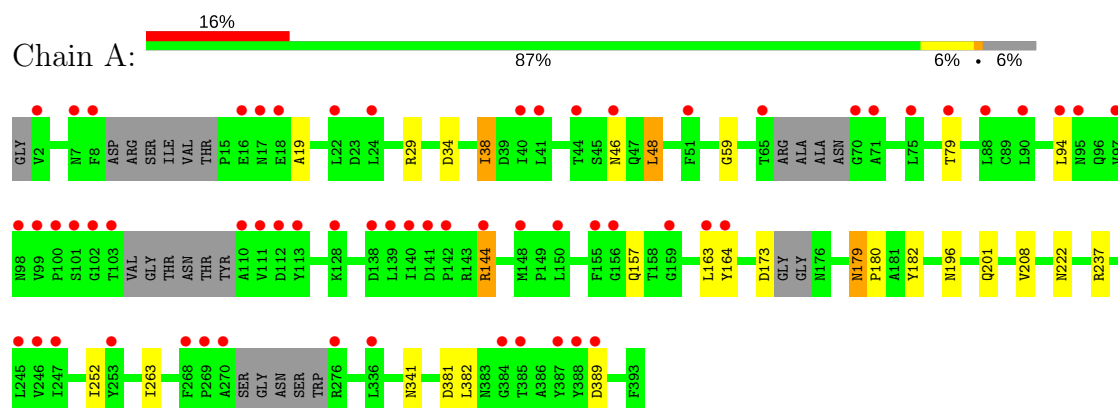 16%
Chain A:
87% 6% • 6%
GLY V2 N7 F8 ASP ARG SER ILE VAL THR P15 E16 N17 E18 A19 L22 D23 L24 R29 D34 I38 D39 I40 L41 T44 S45 N46 Q47 L48 F51 G59 T65 ARG ALA ALA ASN G70 A71 L75 T79 L88 C89 L90 L94 N95 Q96
N98 V99 P100 S101 G102 T103 VAL GLY THR ASN THR TYR A110 V111 D112 Y113 K128 D138 L139 I140 D141 P142 R143 R144 M148 P149 L150 F155 G156 Q157 T158 G159 L163 Y164 D173 GLY GLY N176 N179 P180 A181 Y182 N196 Q201 V208 N222 R237
L245 V246 I247 I252 Y253 I263 F268 P269 A270 SER GLY ASN SER TRP R276 L336 N341 D381 L382 N383 G384 T385 A386 Y387 Y388 D389 F393